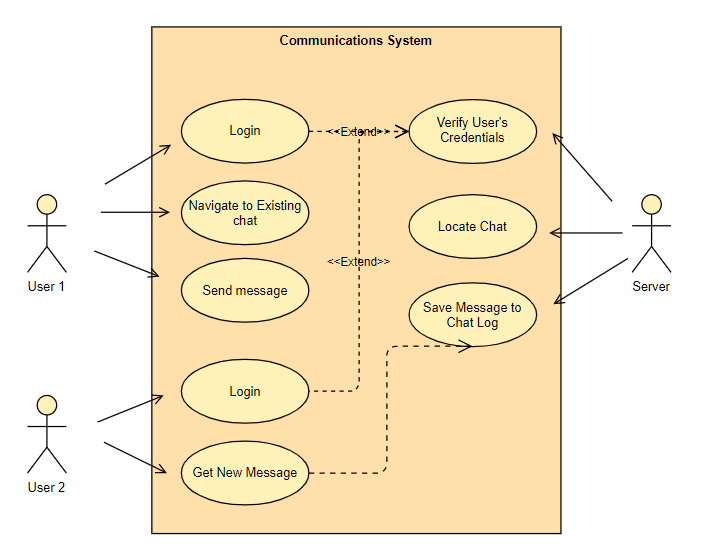 Communications System
Login
<<Extend>>
Verify User's
Credentials
Navigate to Existing
chat
Locate Chat
User 1
Server
<<Extend>>
Send message
Save Message to
Chat Log
Login
User 2
Get New Message